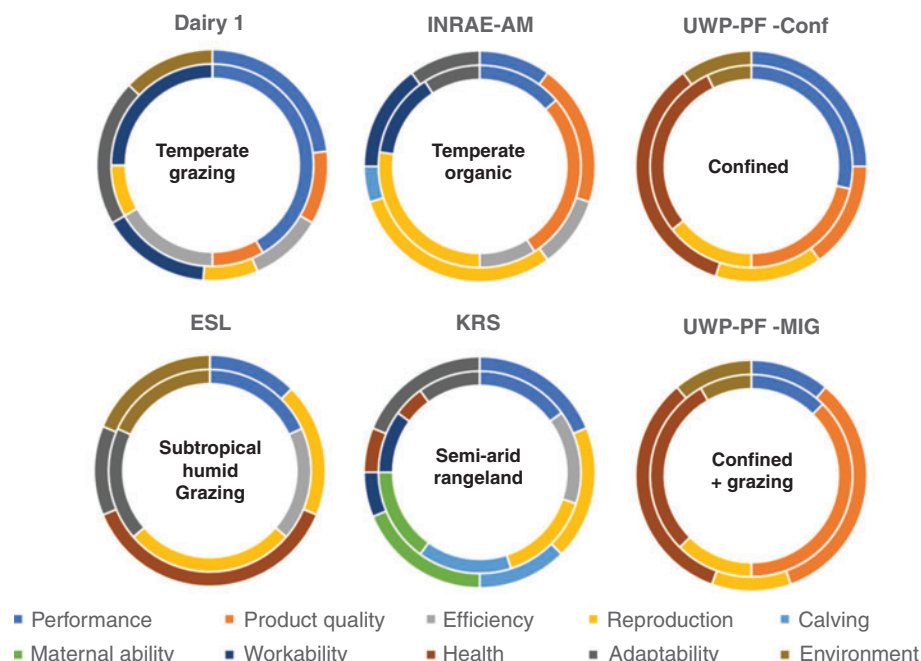 Dairy 1
INRAE-AM
UWP-PF -Conf
Temperate
grazing
Temperate
organic
Confined
ESL
KRS
UWP-PF -MIG
Subtropical
humid
Grazing
Semi-arid
rangeland
Confined
+ grazing
Performance
Product quality
Efficiency
Reproduction
Calving
Maternal ability
Workability
Health
Adaptability
Environment